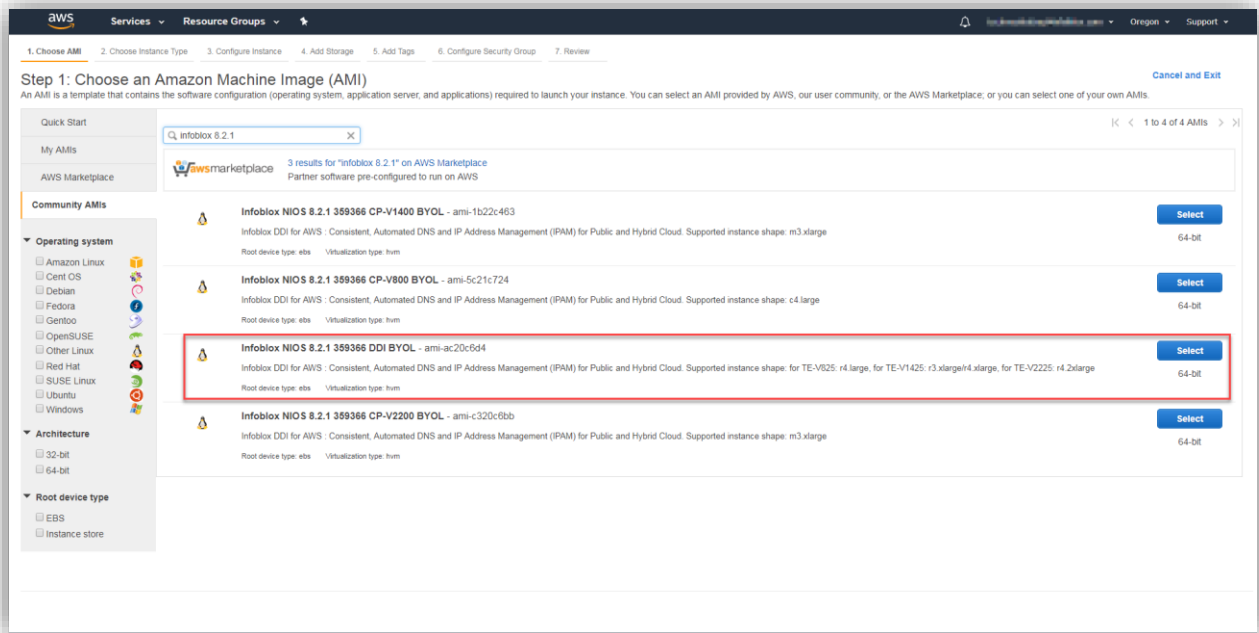 aws Services Resource Groups Oregon Support
1. Choose AMI 2. Choose Instance Type 3. Configure Instance 4. Add Storage 5. Add Tags 6. Configure Security Group 7. Review
Step 1: Choose an Amazon Machine Image (AMI)
Cancel and Exit
An AMI is a template that contains the software configuration (operating system, application server, and applications) required to launch your instance. You can select an AMI provided by AWS, our user community, or the AWS Marketplace; or you can select one of your own AMIs.
Quick Start
My AMIs
AWS Marketplace
Community AMIs
Operating system
Amazon Linux
Cent OS
Debian
Fedora
Gentoo
OpenSUSE
Other Linux
Red Hat
SUSE Linux
Ubuntu
Windows
Architecture
32-bit
64-bit
Root device type
EBS
Instance store
infoblox 8.2.1
1 to 4 of 4 AMIs
awsmarketplace
3 results for "infoblox 8.2.1" on AWS Marketplace
Partner software pre-configured to run on AWS
Infoblox NIOS 8.2.1 359366 CP-V1400 BYOL - ami-1b22c463
Infoblox DDI for AWS : Consistent, Automated DNS and IP Address Management (IPAM) for Public and Hybrid Cloud. Supported instance shape: m3.xlarge
Root device type: ebs Virtualization type: hvm
Select
64-bit
Infoblox NIOS 8.2.1 359366 CP-V800 BYOL - ami-5c21c724
Infoblox DDI for AWS : Consistent, Automated DNS and IP Address Management (IPAM) for Public and Hybrid Cloud. Supported instance shape: c4.large
Root device type: ebs Virtualization type: hvm
Select
64-bit
Infoblox NIOS 8.2.1 359366 DDI BYOL - ami-ac20c6d4
Infoblox DDI for AWS : Consistent, Automated DNS and IP Address Management (IPAM) for Public and Hybrid Cloud. Supported instance shape: for TE-V825: r4.large, for TE-V1425: r3.xlarge/r4.xlarge, for TE-V2225: r4.2xlarge
Root device type: ebs Virtualization type: hvm
Select
64-bit
Infoblox NIOS 8.2.1 359366 CP-V2200 BYOL - ami-c320c6bb
Infoblox DDI for AWS : Consistent, Automated DNS and IP Address Management (IPAM) for Public and Hybrid Cloud. Supported instance shape: m3.xlarge
Root device type: ebs Virtualization type: hvm
Select
64-bit